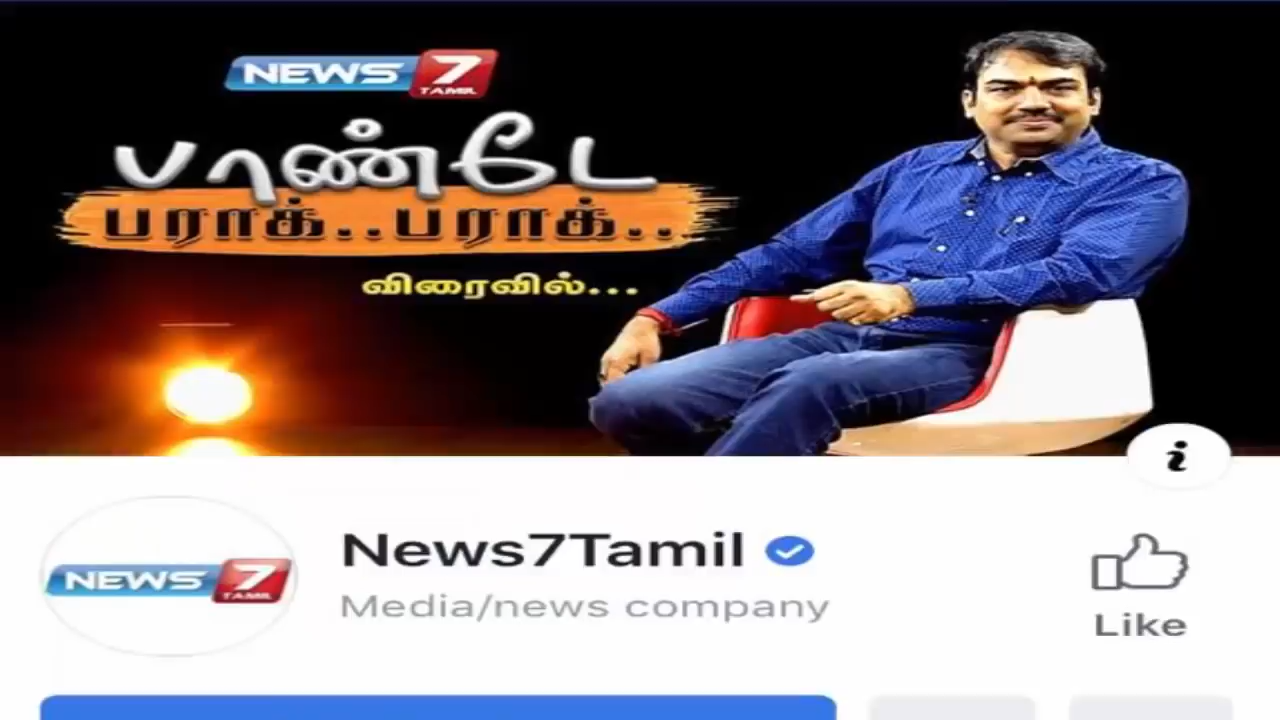 NEWS 7
TAMIL
பாண்டே
பராக்..பராக்..
விரைவில்...
i
NEWS 7
TAMIL
News7Tamil
Media/news company
Like